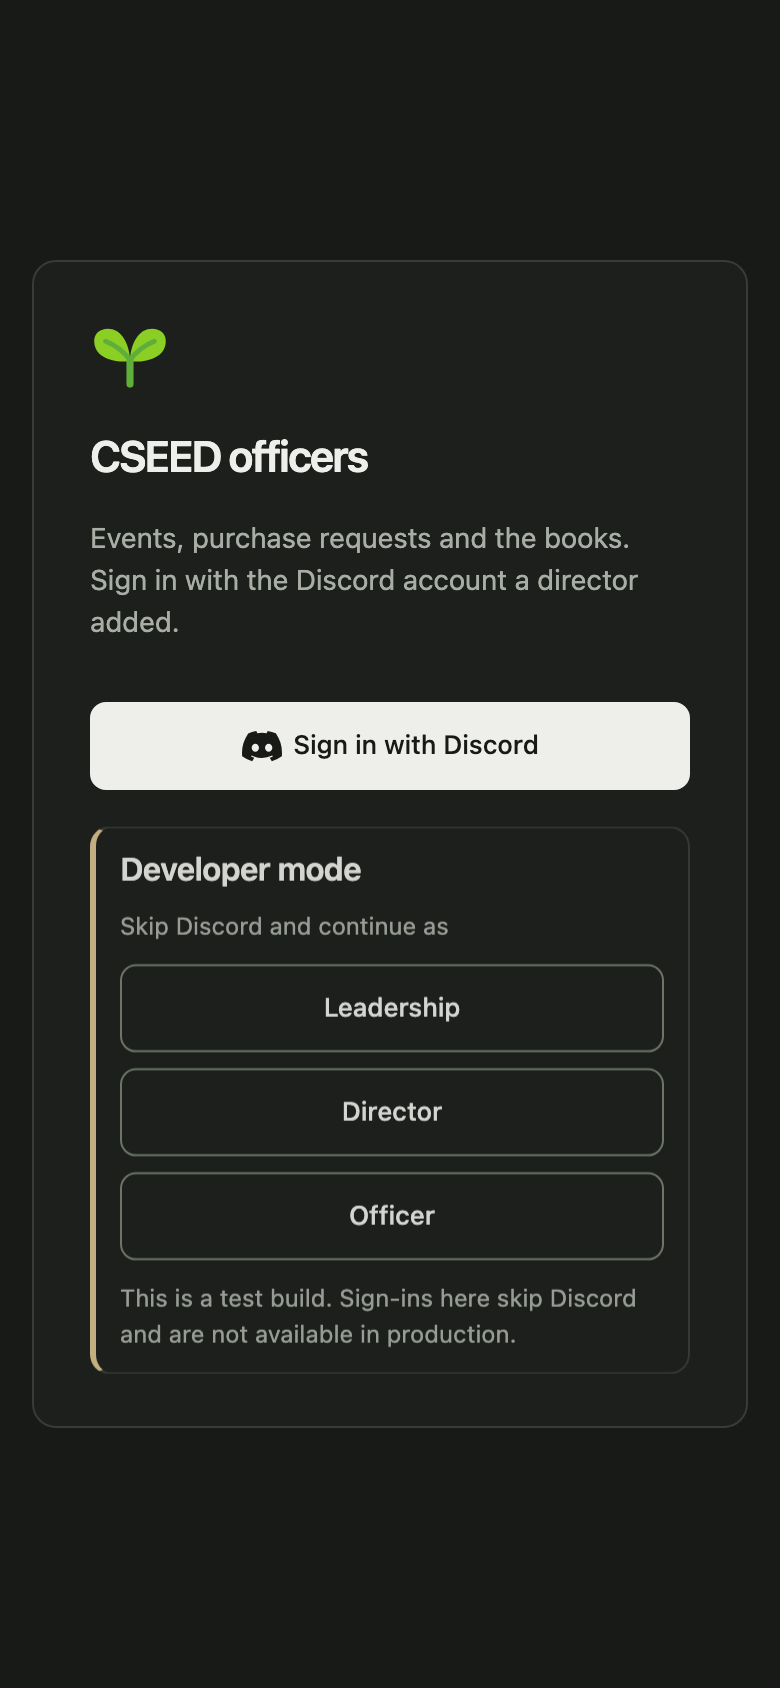 CSEED officers
Events, purchase requests and the books.
Sign in with the Discord account a director
added.
Sign in with Discord
Developer mode
Skip Discord and continue as
Leadership
Director
Officer
This is a test build. Sign-ins here skip Discord
and are not available in production.